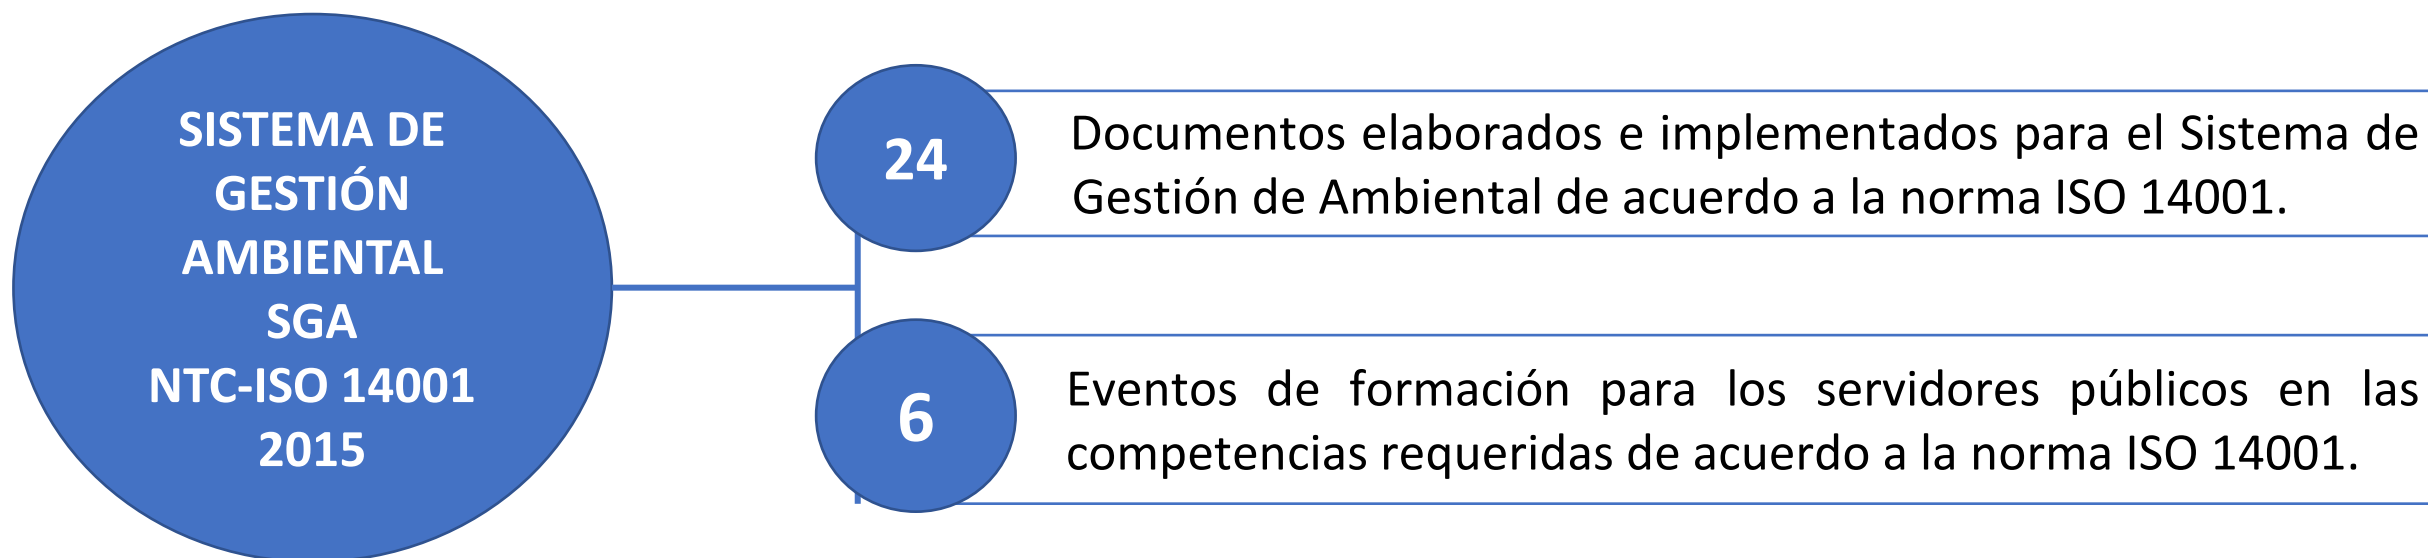 SISTEMA DE
GESTIÓN
AMBIENTAL
SGA
NTC-ISO 14001
2015
24
Documentos elaborados e implementados para el Sistema de
Gestión de Ambiental de acuerdo a la norma ISO 14001.
6
Eventos de formación para los servidores públicos en las
competencias requeridas de acuerdo a la norma ISO 14001.